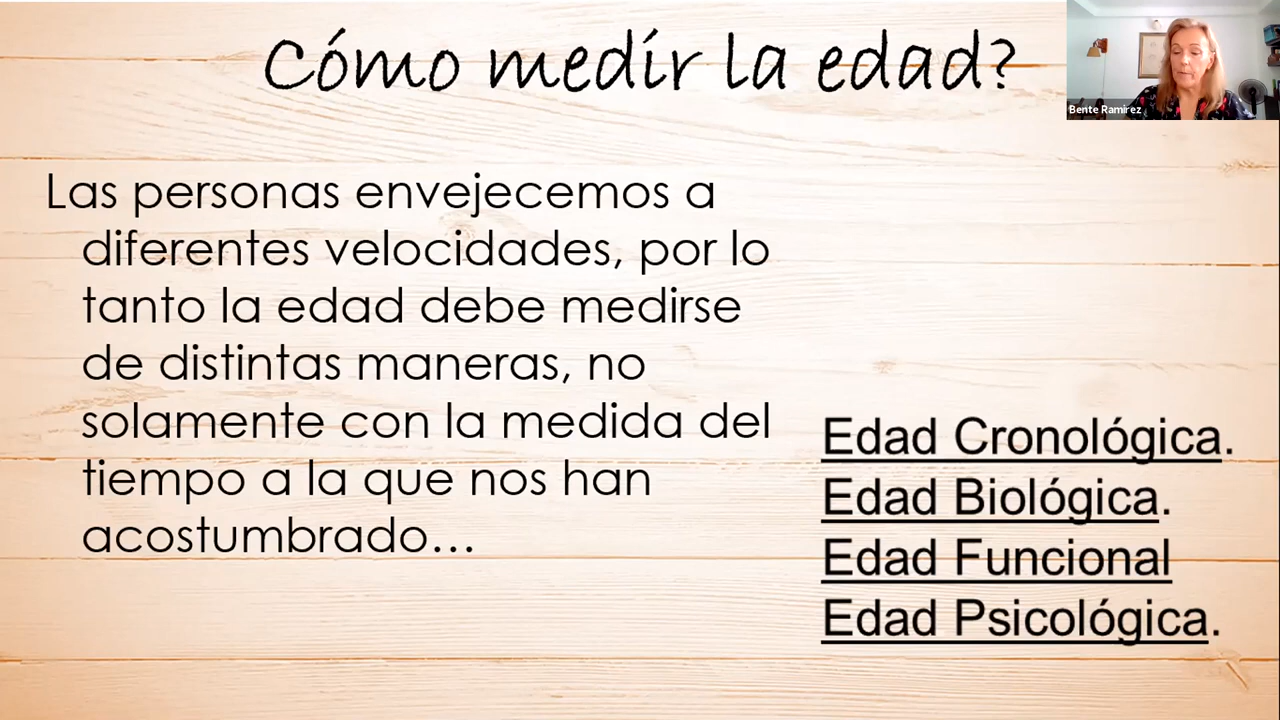 Cómo medir la edad?
Bente Ramirez
Las personas envejecemos a
diferentes velocidades, por lo
tanto la edad debe medirse
de distintas maneras, no
solamente con la medida del
tiempo a la que nos han
acostumbrado…
Edad Cronológica.
Edad Biológica.
Edad Funcional
Edad Psicológica.